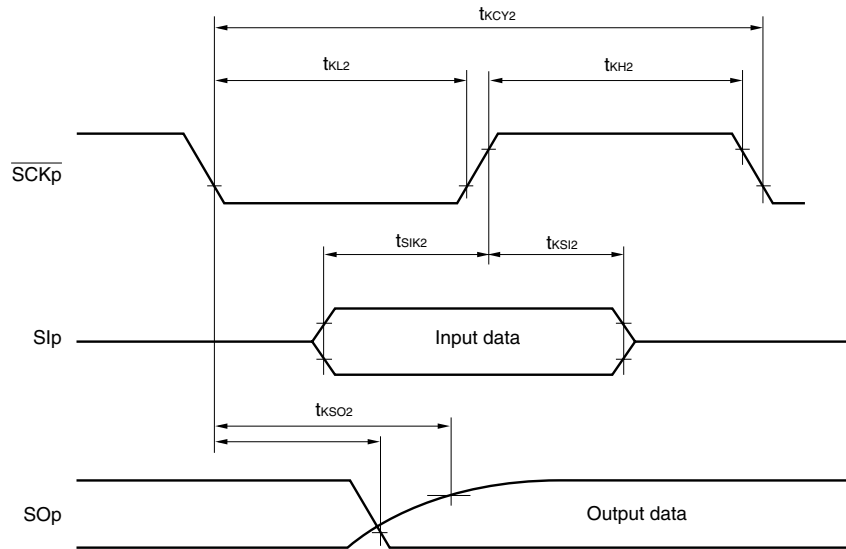 tKCY2
tKL2
tKH2
SCKp
tSIK2
tKSI2
SIp
Input data
tKSO2
SOp
Output data